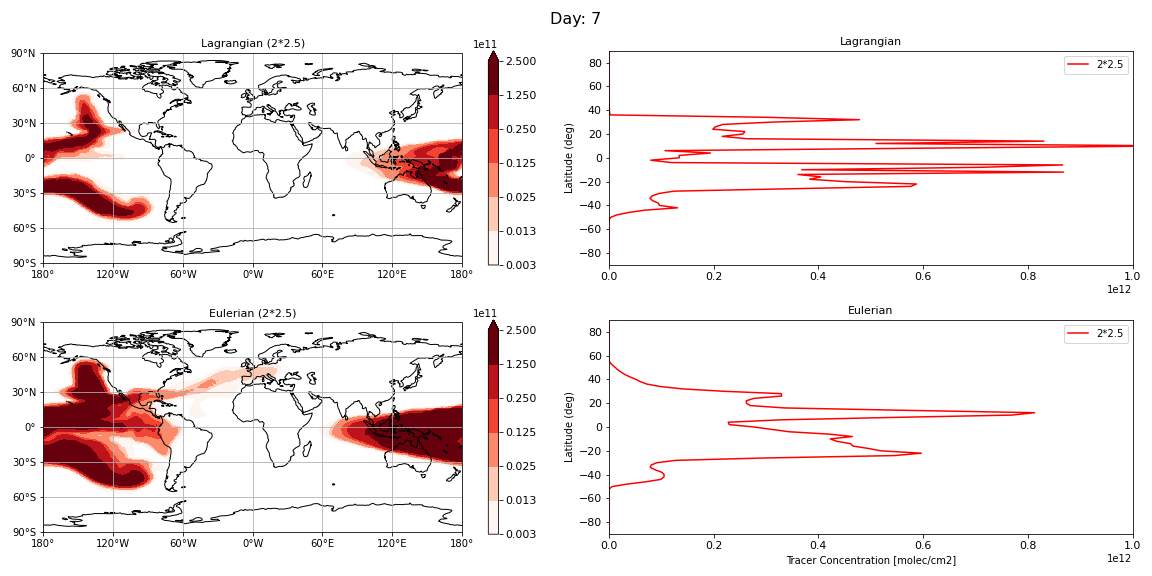 Day: 7
Lagrangian (2*2.5)
90°N
60°N
30°N
0°
30°S
60°S
90°S
180°
120°W
60°W
0°W
60°E
120°E
180°
1e11
2.500
1.250
0.250
0.125
0.025
0.013
0.003
Lagrangian
2*2.5
Latitude (deg)
80
60
40
20
0
−20
−40
−60
−80
0.0
0.2
0.4
0.6
0.8
1.0
1e12
Eulerian (2*2.5)
90°N
60°N
30°N
0°
30°S
60°S
90°S
180°
120°W
60°W
0°W
60°E
120°E
180°
1e11
2.500
1.250
0.250
0.125
0.025
0.013
0.003
Eulerian
2*2.5
Latitude (deg)
80
60
40
20
0
−20
−40
−60
−80
0.0
0.2
0.4
0.6
0.8
1.0
1e12
Tracer Concentration [molec/cm2]